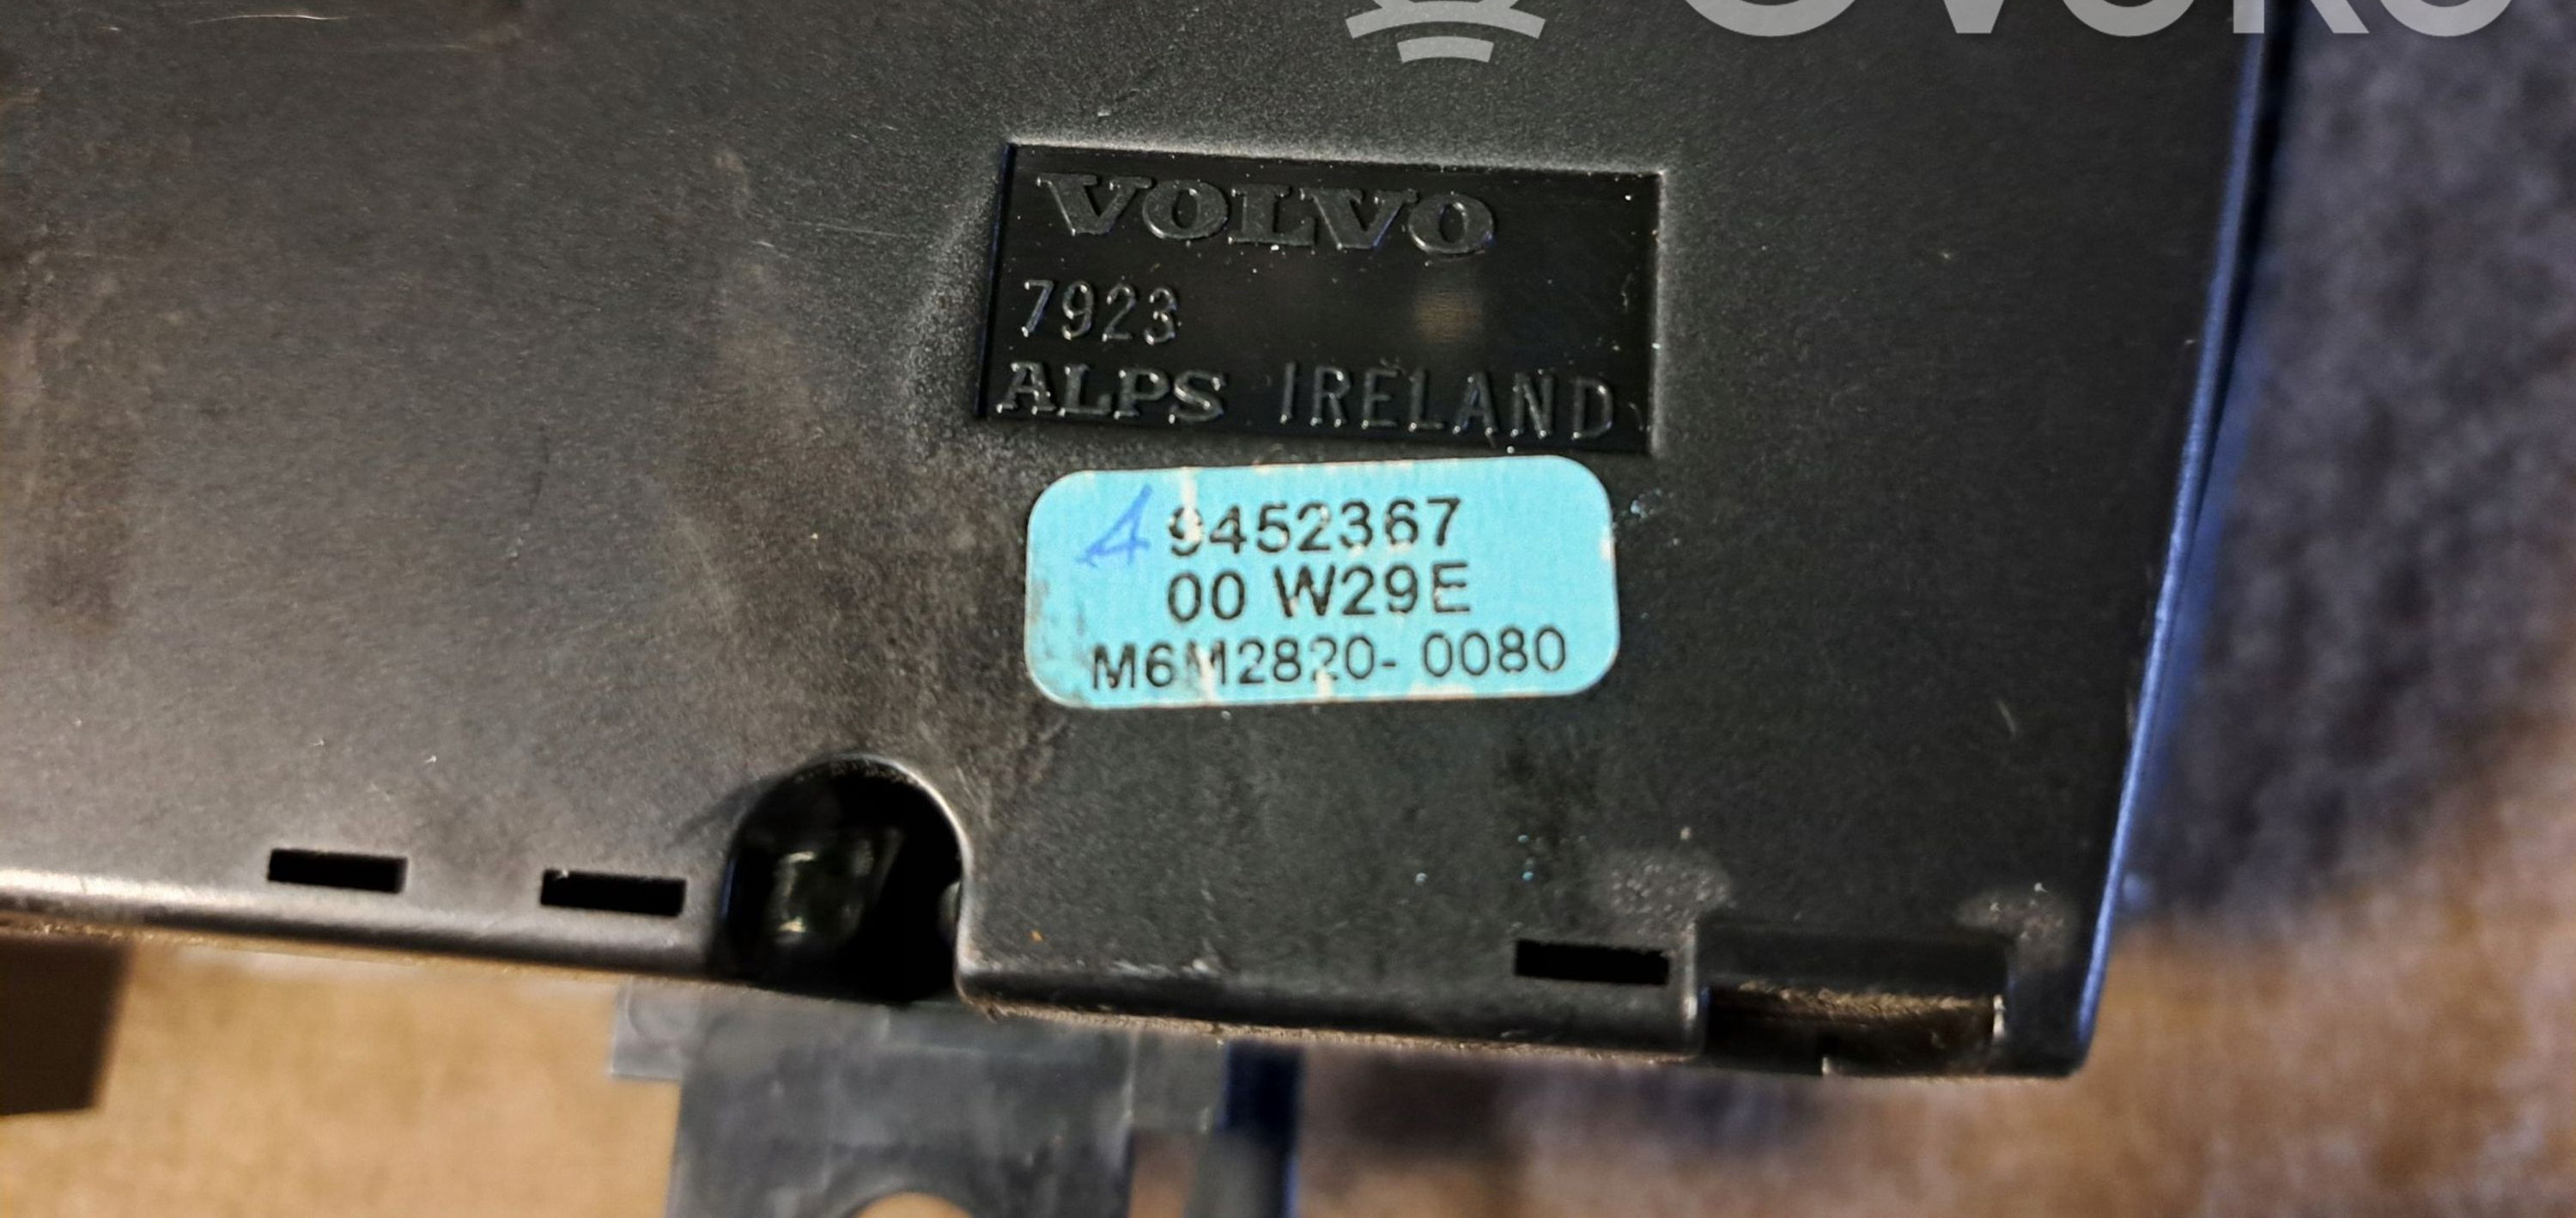 VOLVO
7923
ALPS IRELAND
A 9452367
00 W29E
M6M2820-0080